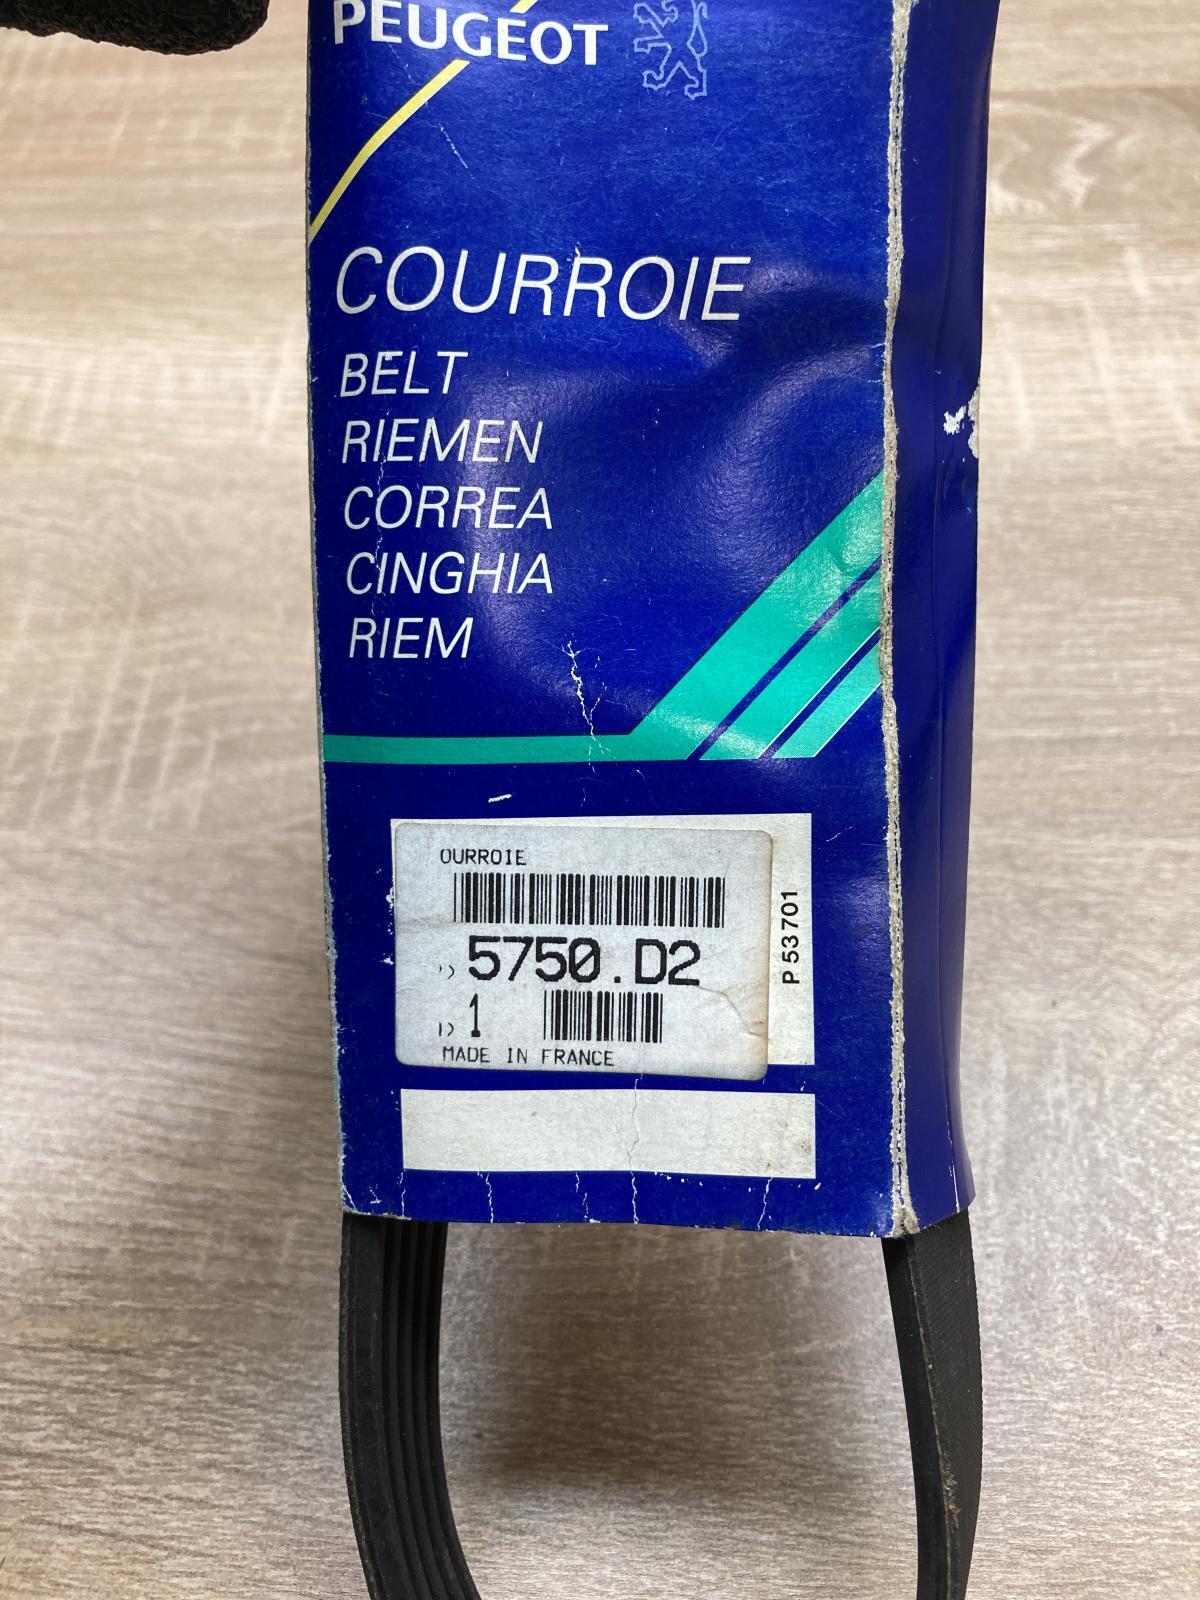 PEUGEOT
COURROIE
BELT
RIEMEN
CORREA
CINGHIA
RIEM
OURROIE
5750.D2
1
MADE IN FRANCE
P 53701